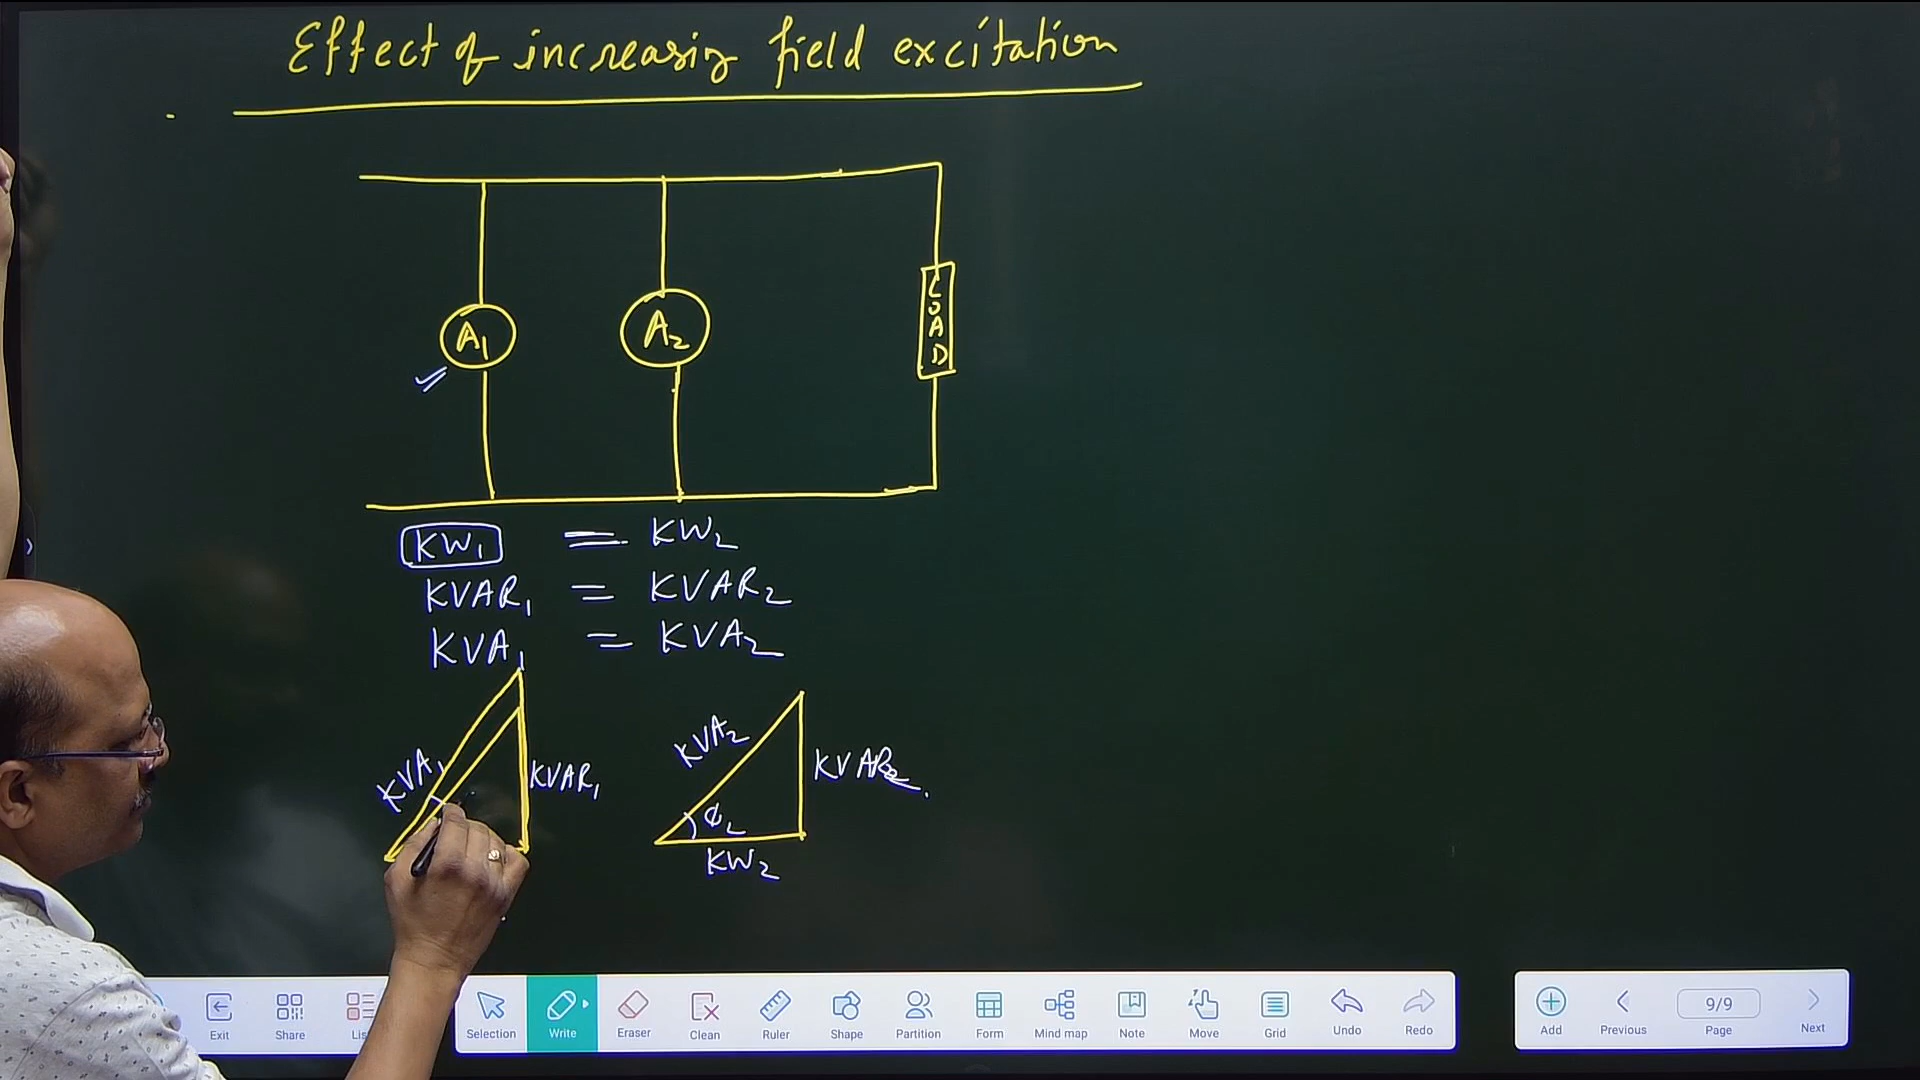 Effect of increasing field excitation
A1
A2
LOAD
KW1 = KW2
KVAR1 = KVAR2
KVA1 = KVA2
KVA1
KVAR1
KVA2
KVAR2
φ2
KW2
Exit
Share
Selection
Write
Eraser
Clean
Ruler
Shape
Partition
Form
Mind map
Note
Move
Grid
Undo
Redo
Add
Previous
9/9
Page
Next